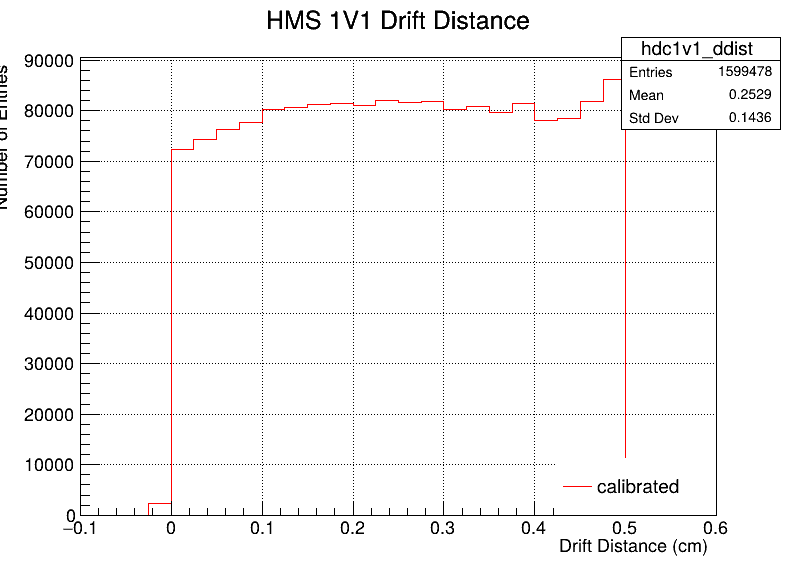 HMS 1V1 Drift Distance
hdc1v1_ddist
Entries 1599478
Mean 0.2529
Std Dev 0.1436
Number of Entries
90000
80000
70000
60000
50000
40000
30000
20000
10000
0
calibrated
−0.1 0 0.1 0.2 0.3 0.4 0.5 0.6
Drift Distance (cm)